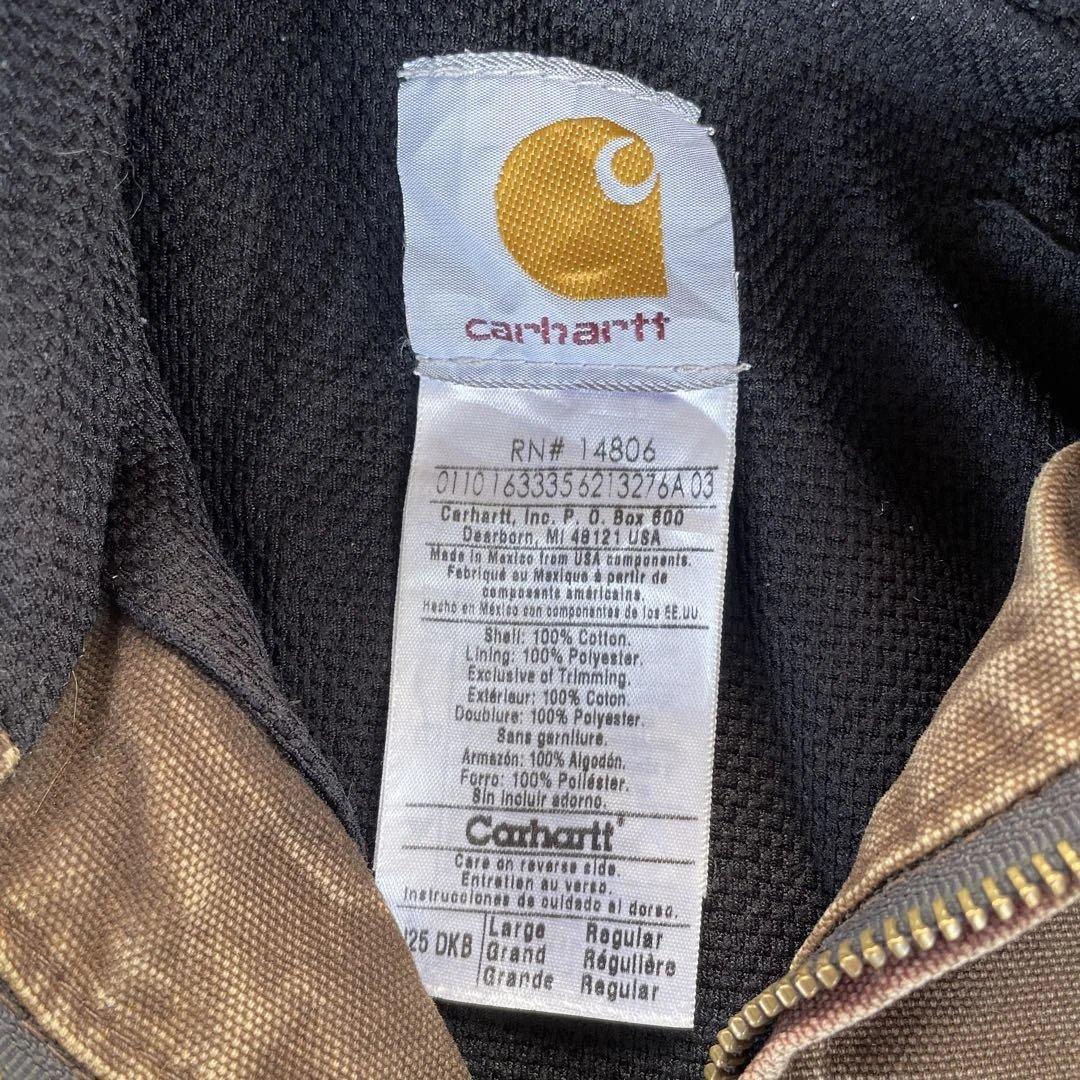 carhartt
RN# 14806
01101633356213276A 03
Carhartt, Inc. P. O. Box 600
Dearborn, MI 48121 USA
Made in Mexico from USA components.
Fabriqué au Mexique à partir de
composants américains.
Hecho en México con componentes de los EE.UU.
Shell: 100% Cotton.
Lining: 100% Polyester.
Exclusive of Trimming.
Extérieur: 100% Coton.
Doublure: 100% Polyester.
Sans garniture.
Armazón: 100% Algodón.
Forro: 100% Poliéster.
Sin incluir adorno.
Carhartt
Care on reverse side.
Entretien au verso.
Instrucciones de cuidado al dorso.
Large Regular
25 DKB Grand Régulière
Grande Regular